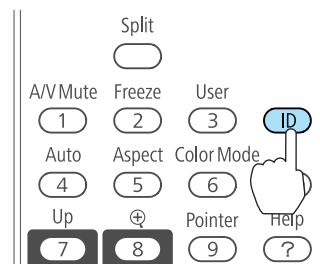 Split
A/V Mute Freeze User
1 2 3 ID
Auto Aspect Color Mode
4 5 6
Up Pointer Help
7 8 9 ?